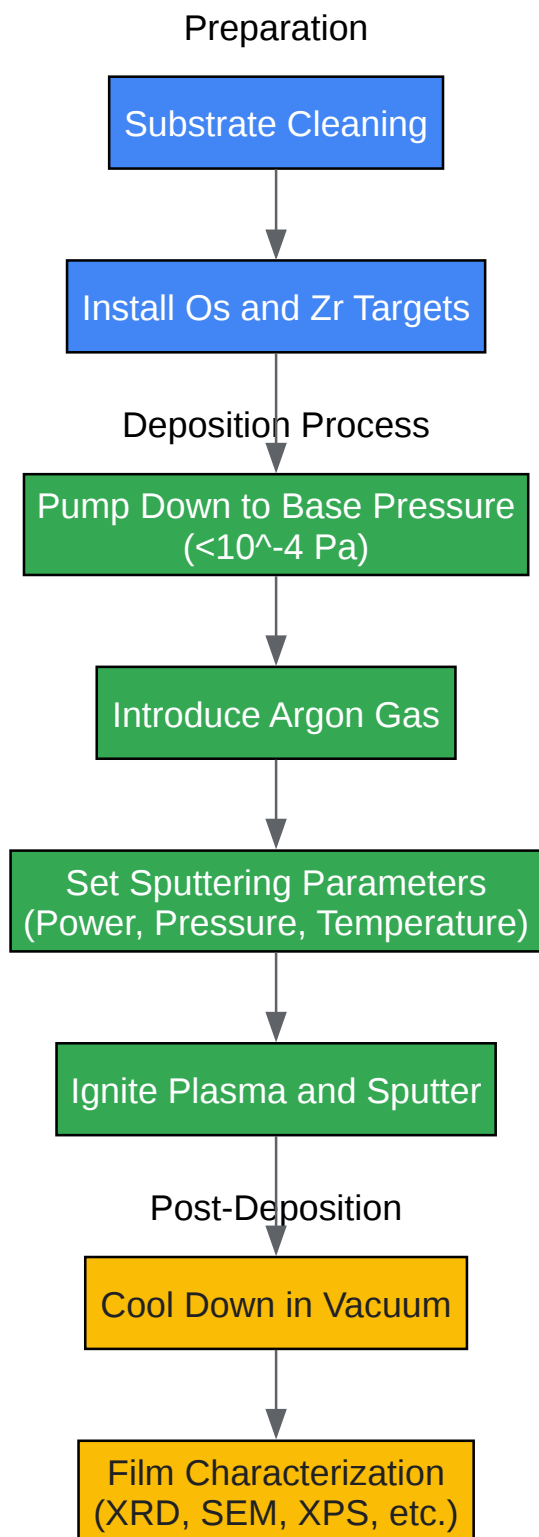 Preparation
Substrate Cleaning
Install Os and Zr Targets
Deposition Process
Pump Down to Base Pressure
(<10^-4 Pa)
Introduce Argon Gas
Set Sputtering Parameters
(Power, Pressure, Temperature)
Ignite Plasma and Sputter
Post-Deposition
Cool Down in Vacuum
Film Characterization
(XRD, SEM, XPS, etc.)